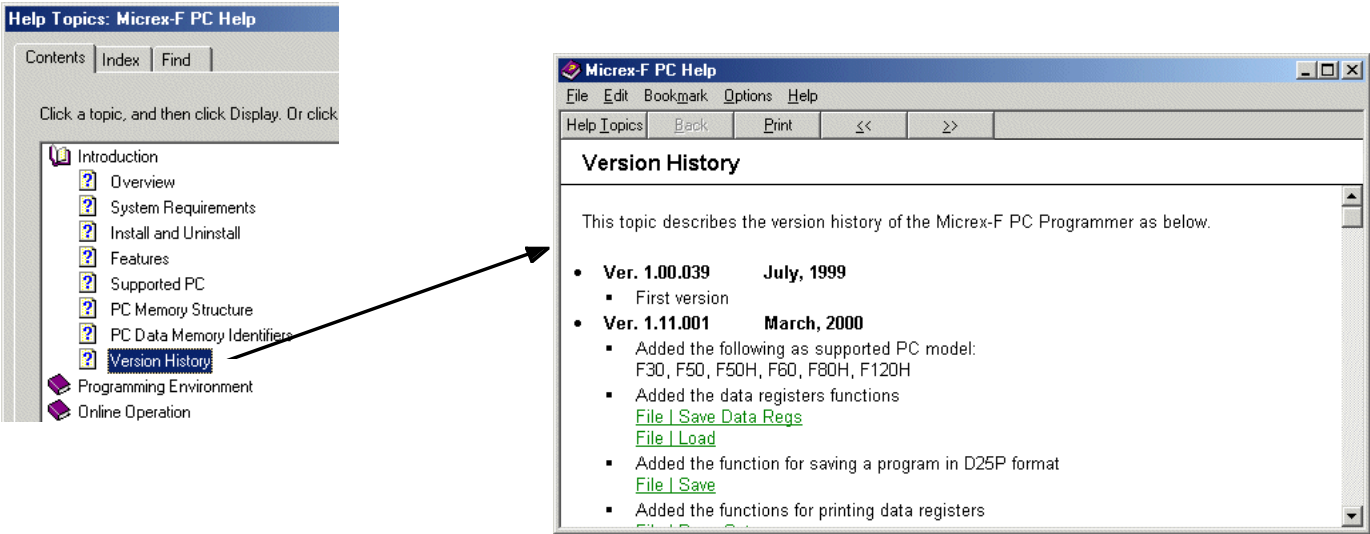 Help Topics: Micrex-F PC Help
Contents Index Find
Click a topic, and then click Display. Or click
Introduction
Overview
System Requirements
Install and Uninstall
Features
Supported PC
PC Memory Structure
PC Data Memory Identifiers
Version History
Programming Environment
Online Operation
Micrex-F PC Help
File Edit Bookmark Options Help
Help Topics Back Print << >>
Version History
This topic describes the version history of the Micrex-F PC Programmer as below.
• Ver. 1.00.039 July, 1999
▪ First version
• Ver. 1.11.001 March, 2000
▪ Added the following as supported PC model:
F30, F50, F50H, F60, F80H, F120H
▪ Added the data registers functions
File | Save Data Regs
File | Load
▪ Added the function for saving a program in D25P format
File | Save
▪ Added the functions for printing data registers